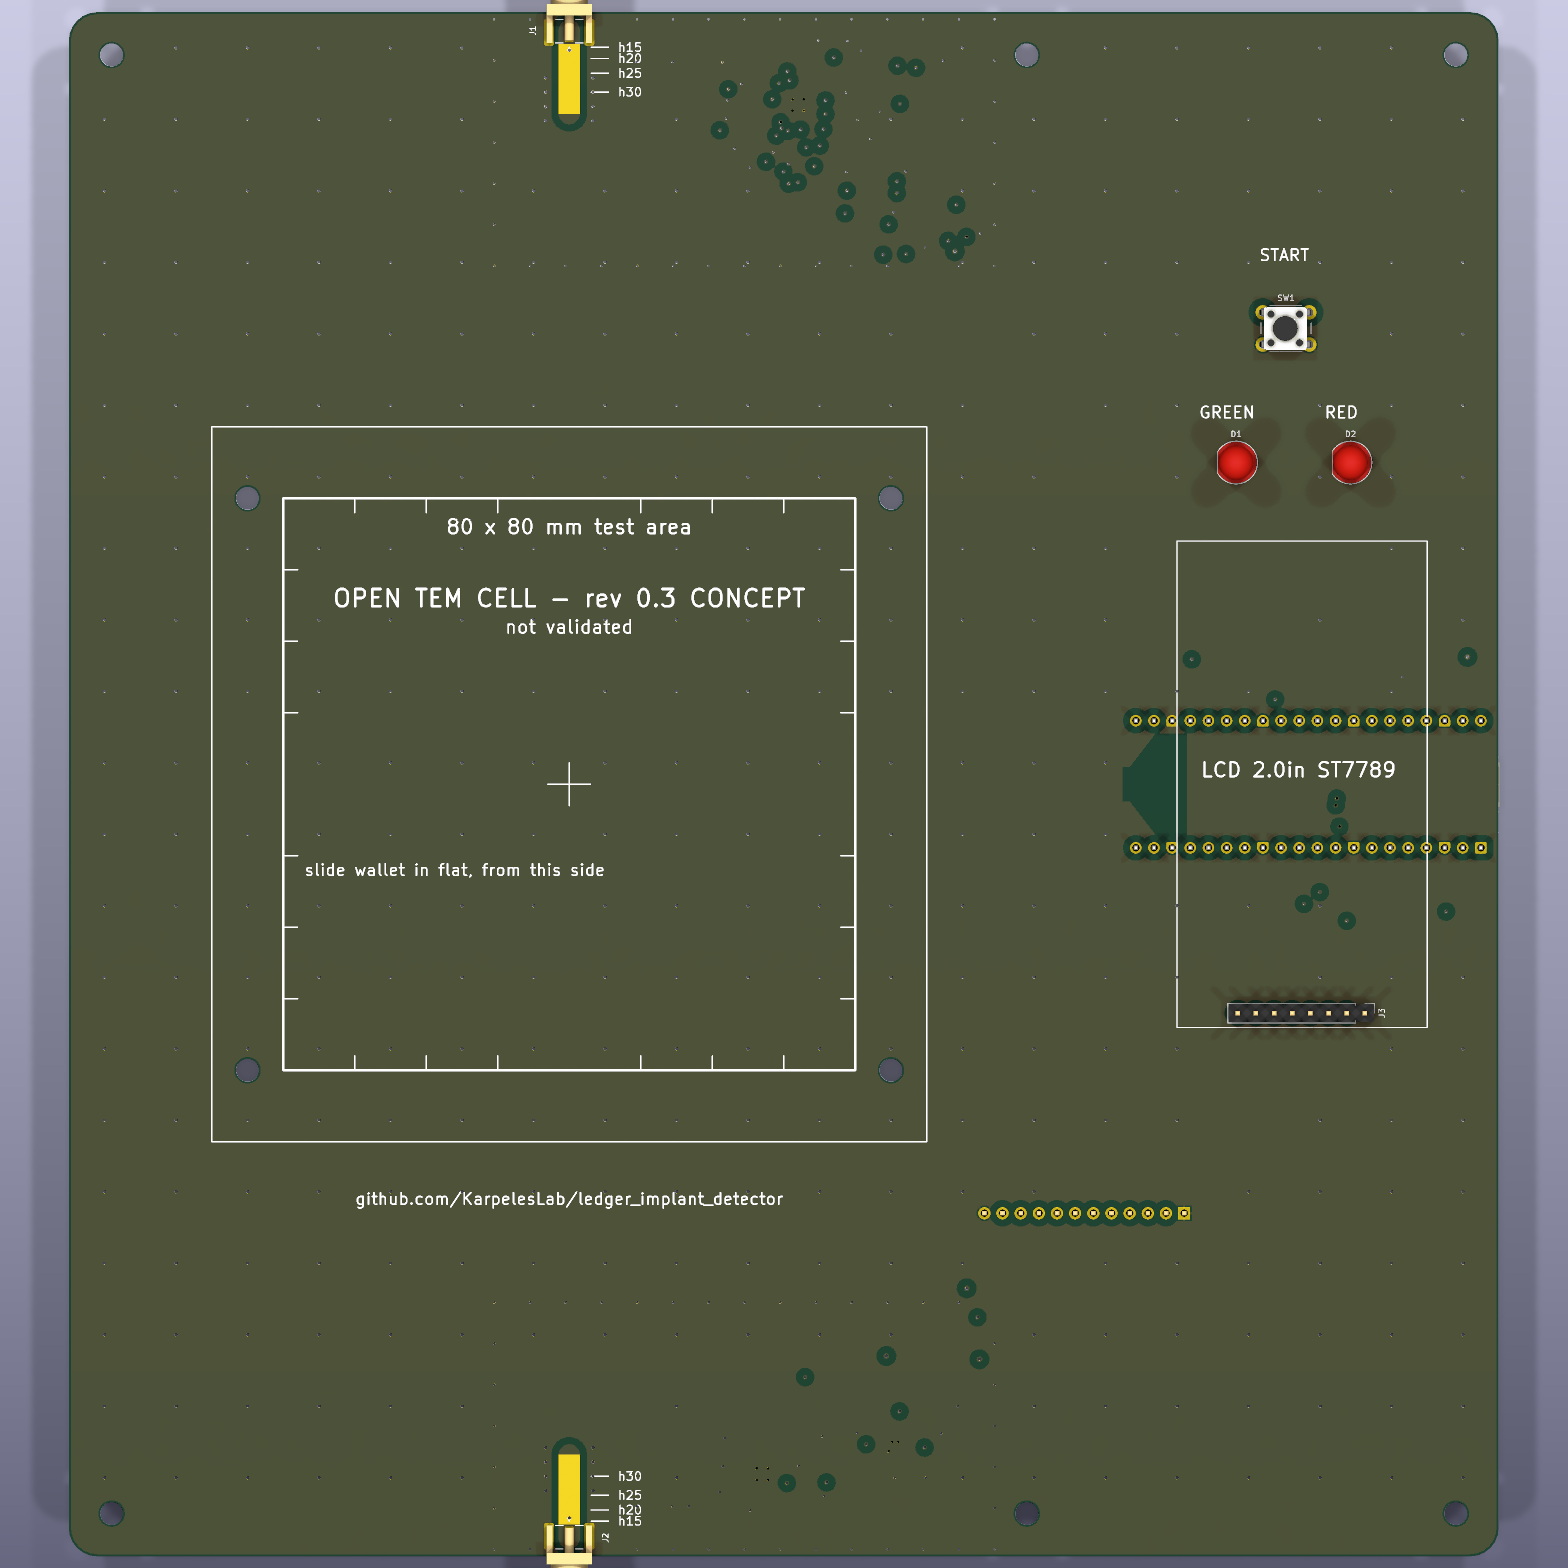 J1
h15
h20
h25
h30
START
SW1
GREEN
RED
D1
D2
80 x 80 mm test area
OPEN TEM CELL — rev 0.3 CONCEPT
not validated
LCD 2.0in ST7789
slide wallet in flat, from this side
J3
github.com/KarpelesLab/ledger_implant_detector
h30
h25
h20
h15
J2